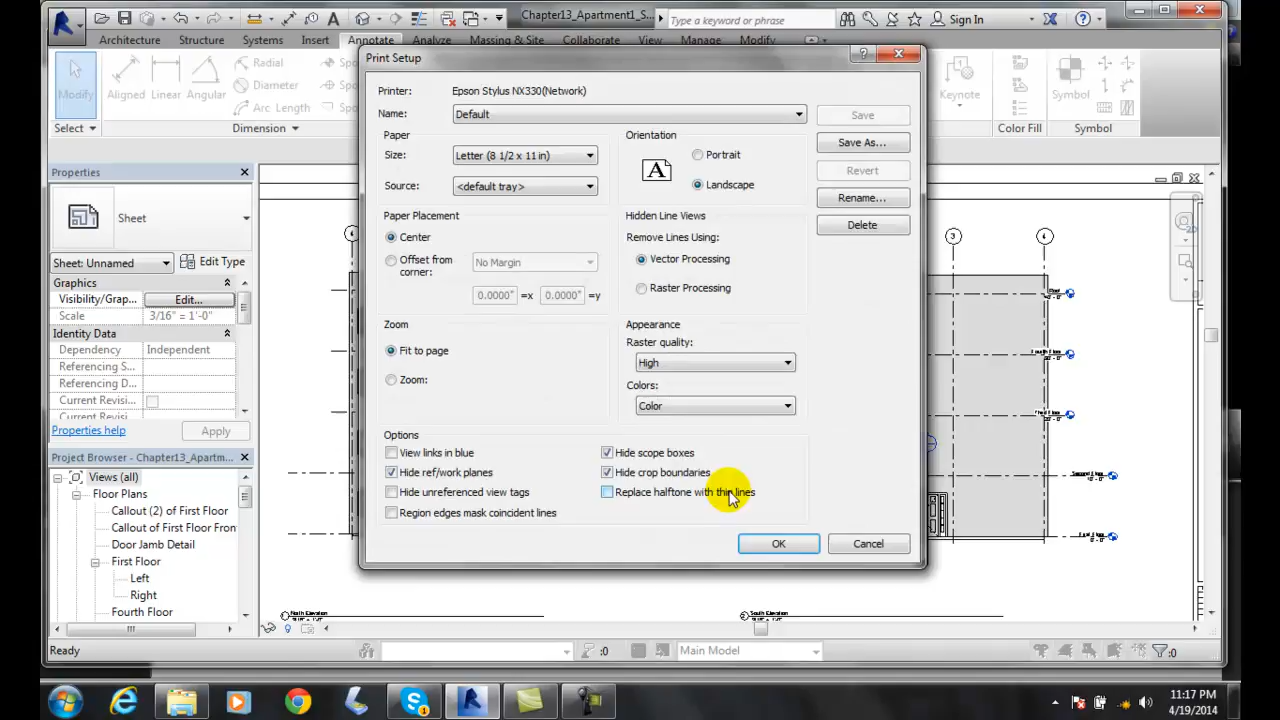 Chapter13_Apartment1_S...
Type a keyword or phrase
Sign In
Architecture Structure Systems Insert Annotate Analyze Massing & Site Collaborate View Manage Modify
Modify
Aligned Linear Angular
Radial
Diameter
Arc Length
Keynote
Symbol
Select
Dimension
Color Fill
Symbol
Properties
Sheet
Sheet: Unnamed
Edit Type
Graphics
Visibility/Grap...
Edit...
Scale
3/16" = 1'-0"
Identity Data
Dependency
Independent
Referencing S...
Referencing D...
Current Revisi...
Properties help
Apply
Project Browser - Chapter13_Apartm...
Views (all)
Floor Plans
Callout (2) of First Floor
Callout of First Floor Fron
Door Jamb Detail
First Floor
Left
Right
Fourth Floor
Ready
:0
Main Model
:0
Print Setup
Printer:
Epson Stylus NX330(Network)
Name:
Default
Save
Save As...
Revert
Rename...
Delete
Paper
Size:
Letter (8 1/2 x 11 in)
Source:
<default tray>
Orientation
A
Portrait
Landscape
Paper Placement
Center
Offset from
corner:
No Margin
0.0000" =x 0.0000" =y
Hidden Line Views
Remove Lines Using:
Vector Processing
Raster Processing
Zoom
Fit to page
Zoom:
Appearance
Raster quality:
High
Colors:
Color
Options
View links in blue
Hide ref/work planes
Hide unreferenced view tags
Region edges mask coincident lines
Hide scope boxes
Hide crop boundaries
Replace halftone with thin lines
OK
Cancel
3
4
North Elevation
South Elevation
11:17 PM
4/19/2014